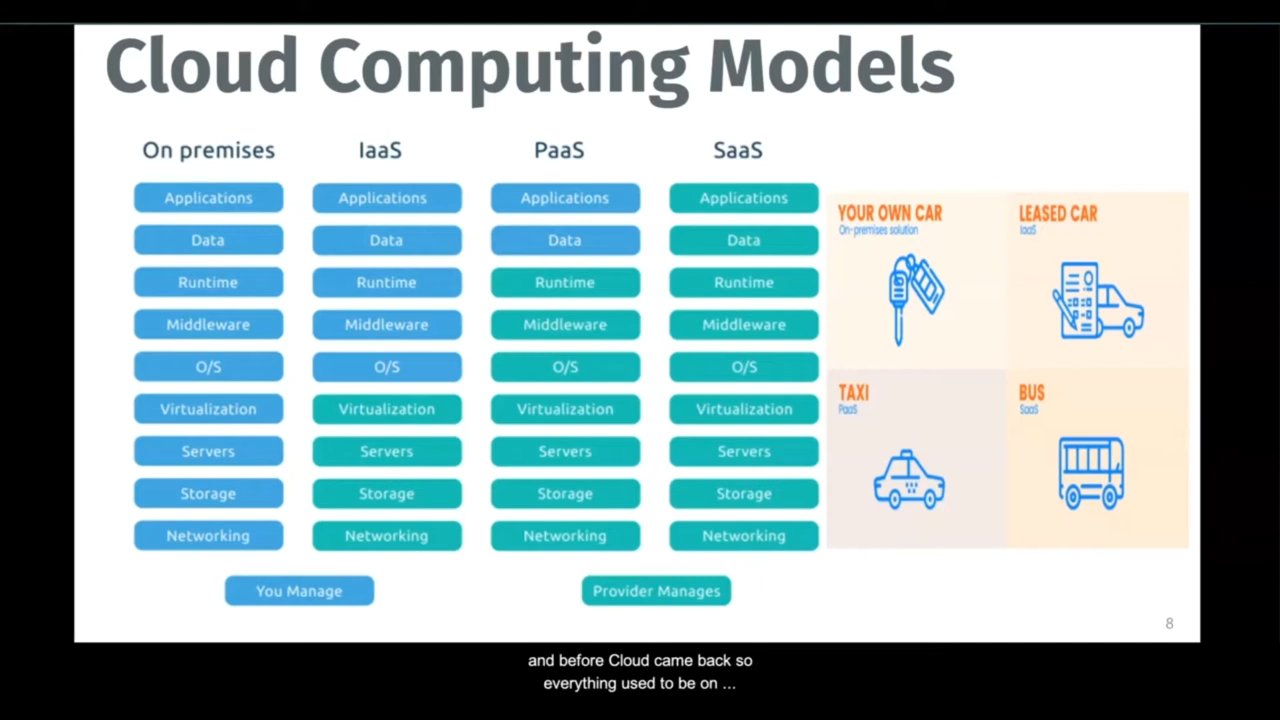 Cloud Computing Models
On premises
Applications
Data
Runtime
Middleware
O/S
Virtualization
Servers
Storage
Networking
IaaS
Applications
Data
Runtime
Middleware
O/S
Virtualization
Servers
Storage
Networking
PaaS
Applications
Data
Runtime
Middleware
O/S
Virtualization
Servers
Storage
Networking
SaaS
Applications
Data
Runtime
Middleware
O/S
Virtualization
Servers
Storage
Networking
You Manage
Provider Manages
YOUR OWN CAR
On-premises solution
LEASED CAR
IaaS
TAXI
PaaS
BUS
SaaS
8
and before Cloud came back so
everything used to be on ...